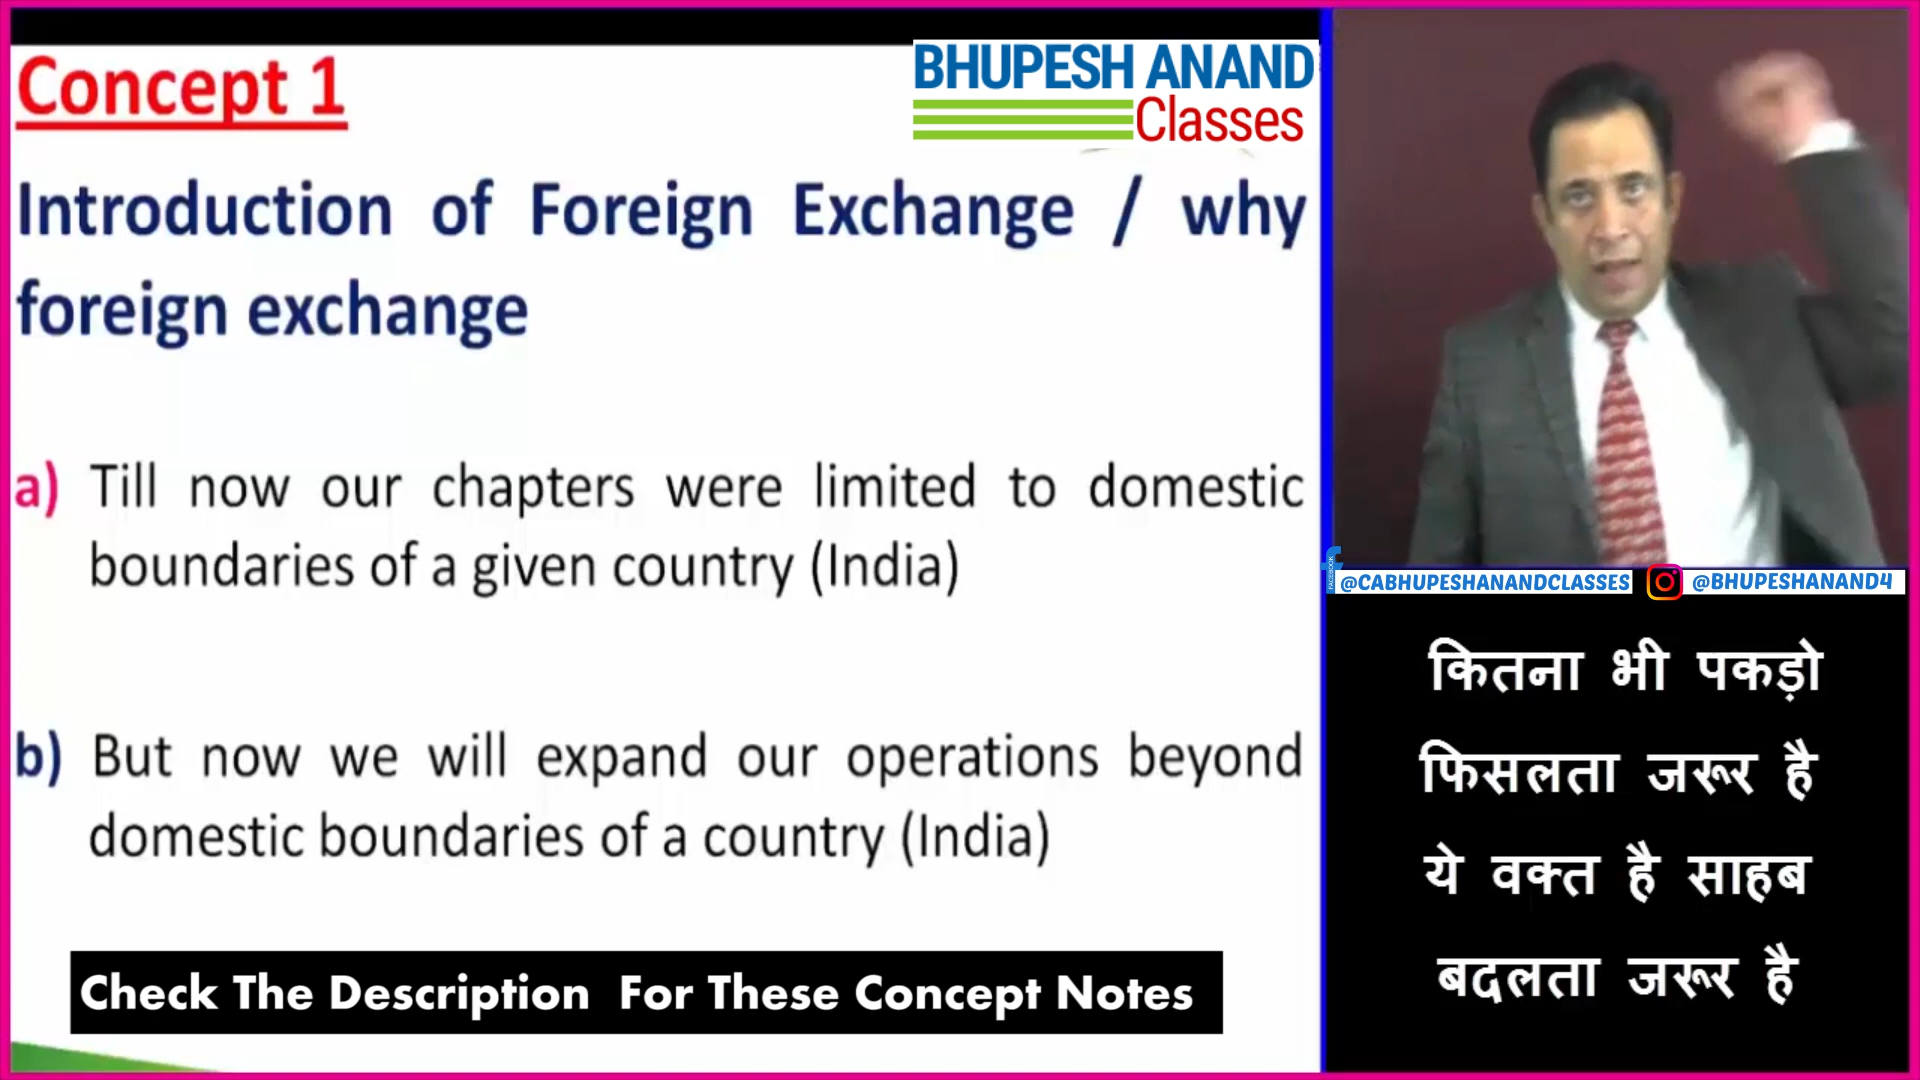 Concept 1
BHUPESH ANAND
Classes
Introduction of Foreign Exchange / why
foreign exchange
a) Till now our chapters were limited to domestic
boundaries of a given country (India)
b) But now we will expand our operations beyond
domestic boundaries of a country (India)
Check The Description For These Concept Notes
FACEBOOK
@CABHUPESHANANDCLASSES
@BHUPESHANAND4
कितना भी पकड़ो
फिसलता जरूर है
ये वक्त है साहब
बदलता जरूर है